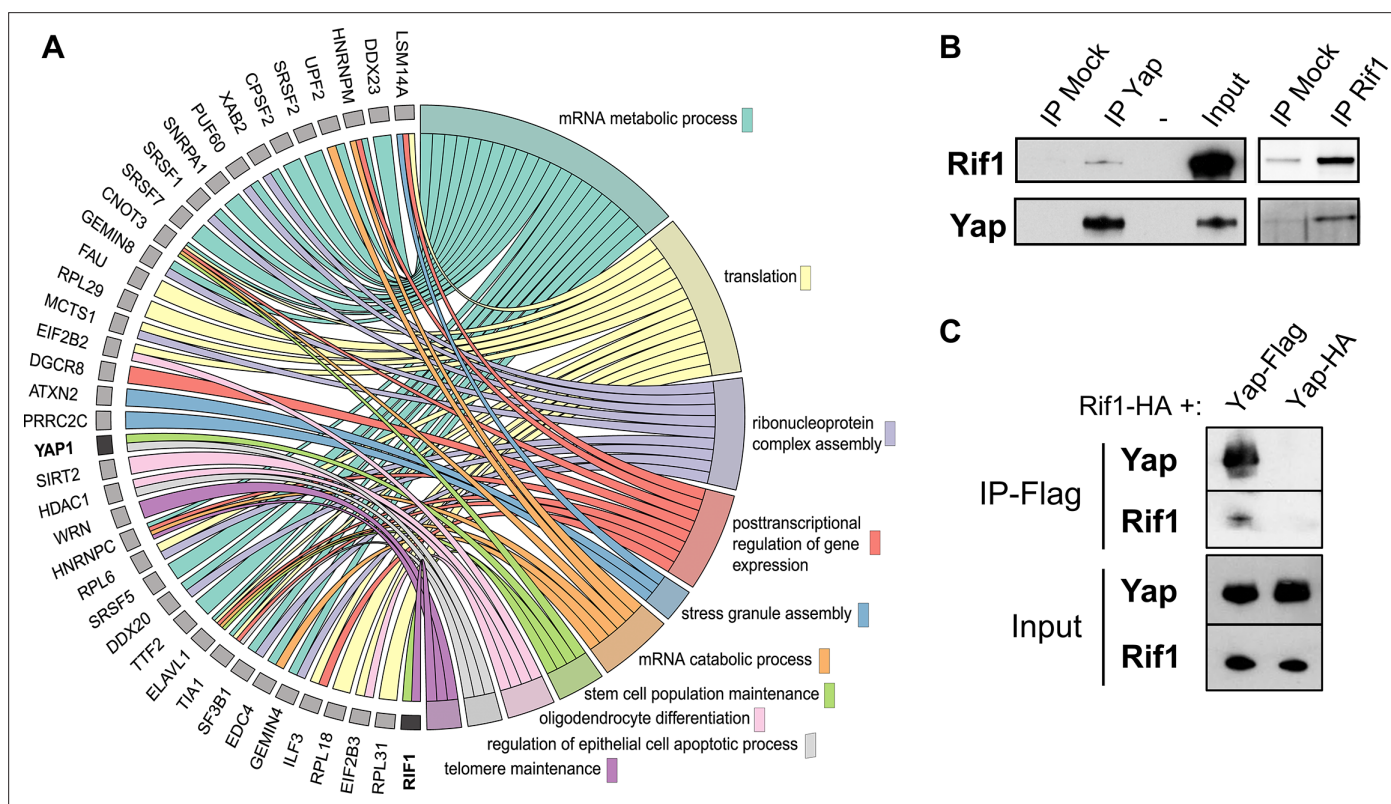 A
LSM14A
DDX23
HNRNPM
UPF2
SRSF2
CPSF2
XAB2
PUF60
SNRPA1
SRSF1
SRSF7
CNOT3
GEMIN8
FAU
RPL29
MCTS1
EIF2B2
DGCR8
ATXN2
PRRC2C
YAP1
SIRT2
HDAC1
WRN
HNRNPC
RPL6
SRSF5
DDX20
TTF2
ELAVL1
TIA1
SF3B1
EDC4
GEMIN4
ILF3
RPL18
EIF2B3
RPL31
RIF1
mRNA metabolic process
translation
ribonucleoprotein
complex assembly
posttranscriptional
regulation of gene
expression
stress granule assembly
mRNA catabolic process
stem cell population maintenance
oligodendrocyte differentiation
regulation of epithelial cell apoptotic process
telomere maintenance
B
IP Mock
IP Yap
-
Input
IP Mock
IP Rif1
Rif1
Yap
C
Yap-Flag
Yap-HA
Rif1-HA +:
IP-Flag
Yap
Rif1
Input
Yap
Rif1